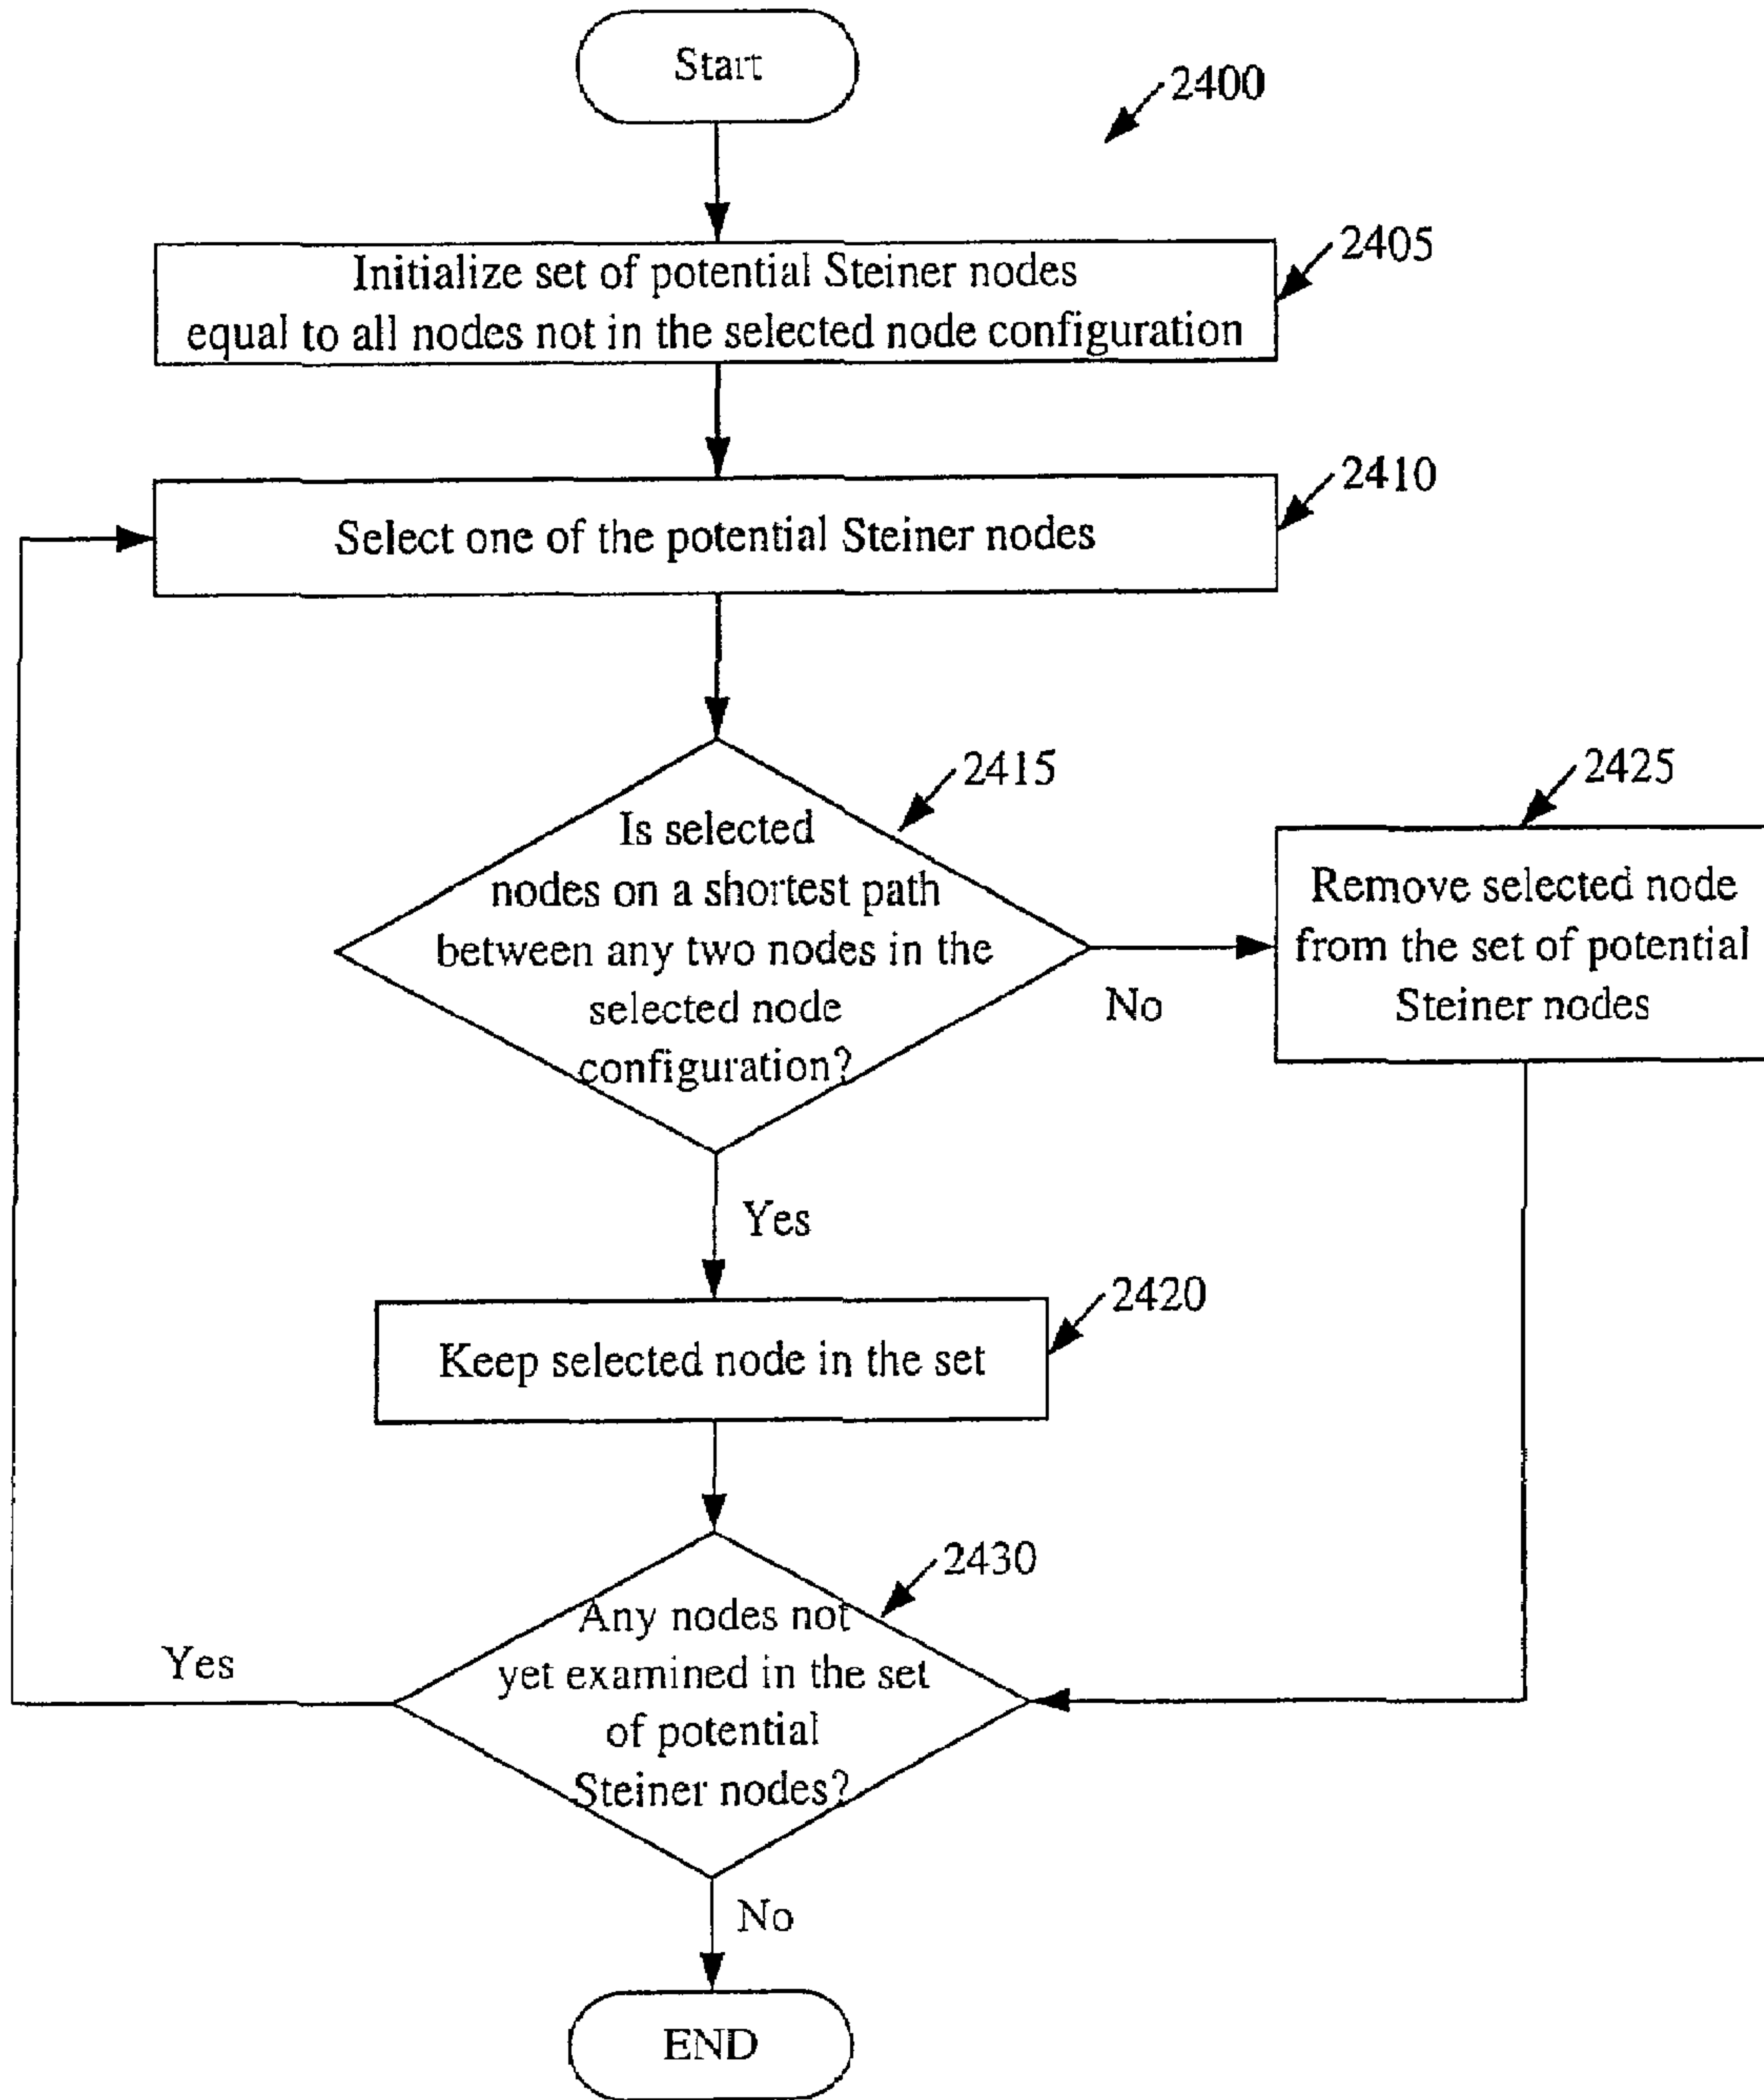 Start
2400
Initialize set of potential Steiner nodes
equal to all nodes not in the selected node configuration
2405
Select one of the potential Steiner nodes
2410
Is selected
nodes on a shortest path
between any two nodes in the
selected node
configuration?
2415
No
Remove selected node
from the set of potential
Steiner nodes
2425
Yes
Keep selected node in the set
2420
Any nodes not
yet examined in the set
of potential
Steiner nodes?
2430
Yes
No
END